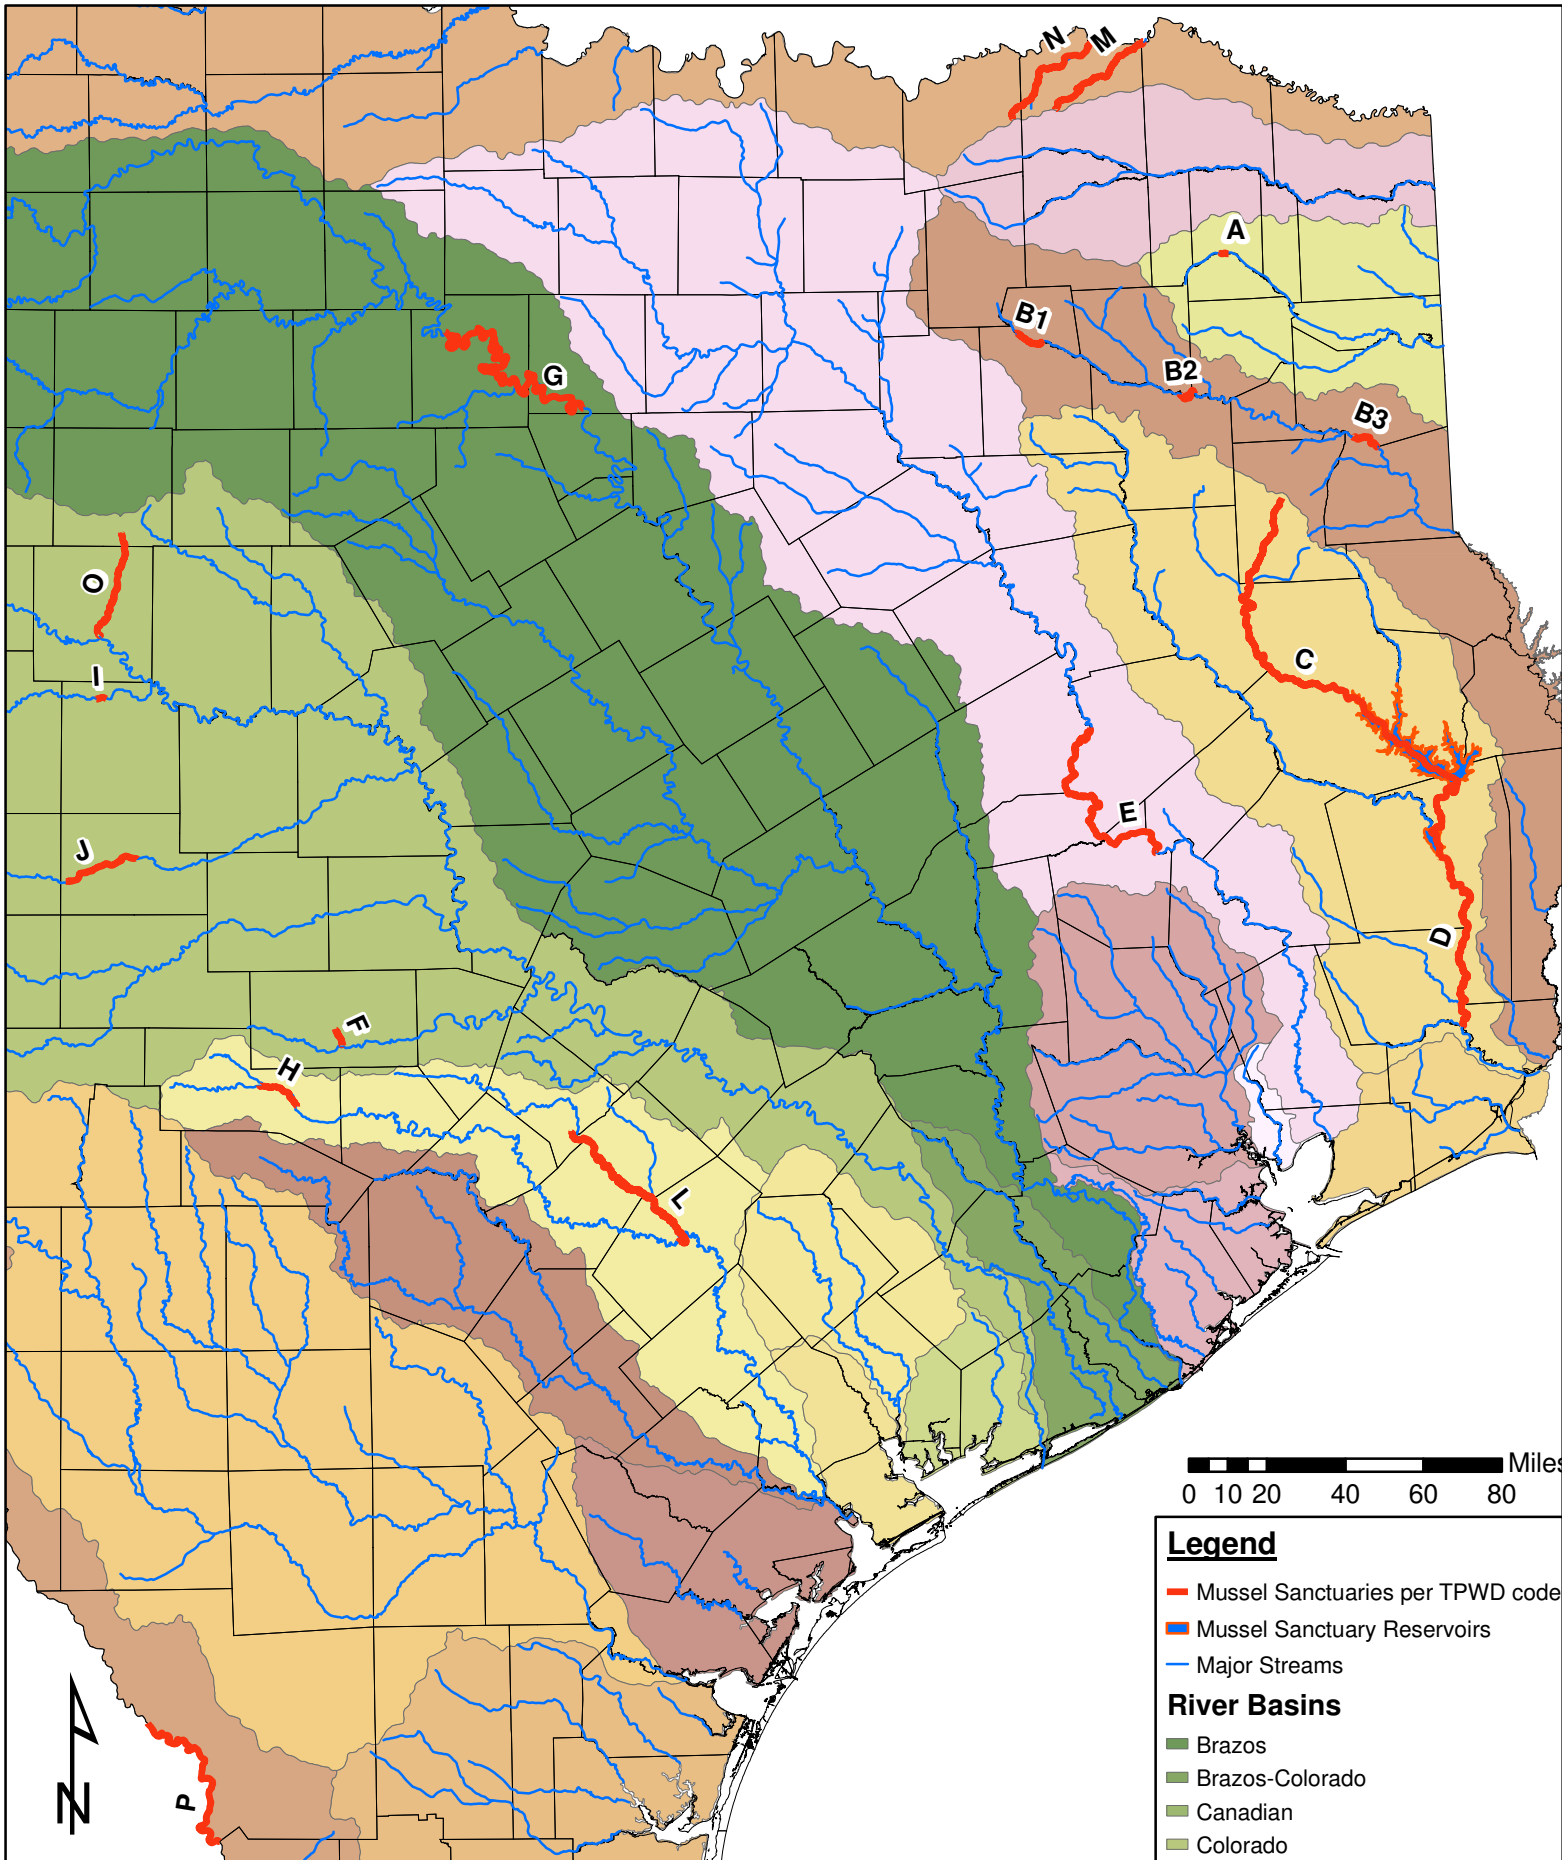 N
M
A
B1
B2
G
B3
O
C
I
E
J
D
F
H
L
Miles
0 10 20 40 60 80
Legend
Mussel Sanctuaries per TPWD code
Mussel Sanctuary Reservoirs
Major Streams
River Basins
Brazos
P
N
Brazos-Colorado
Canadian
Colorado